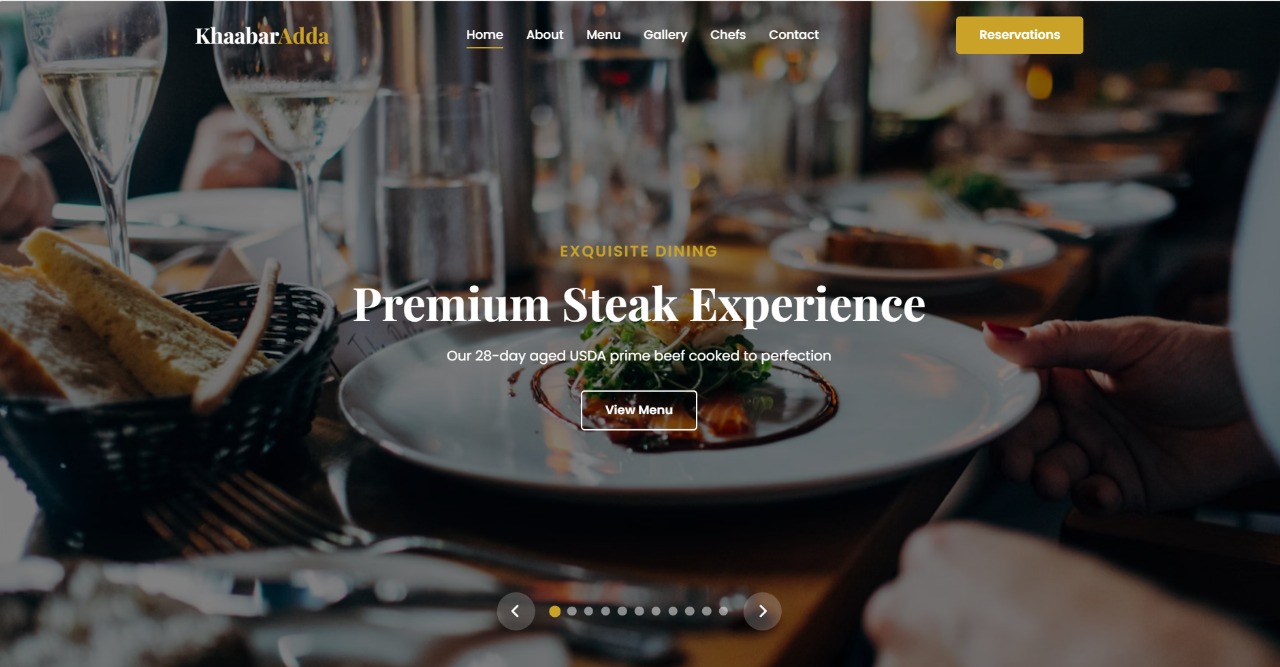 KhaabarAdda
Home About Menu Gallery Chefs Contact
Reservations
EXQUISITE DINING
Premium Steak Experience
Our 28-day aged USDA prime beef cooked to perfection
View Menu